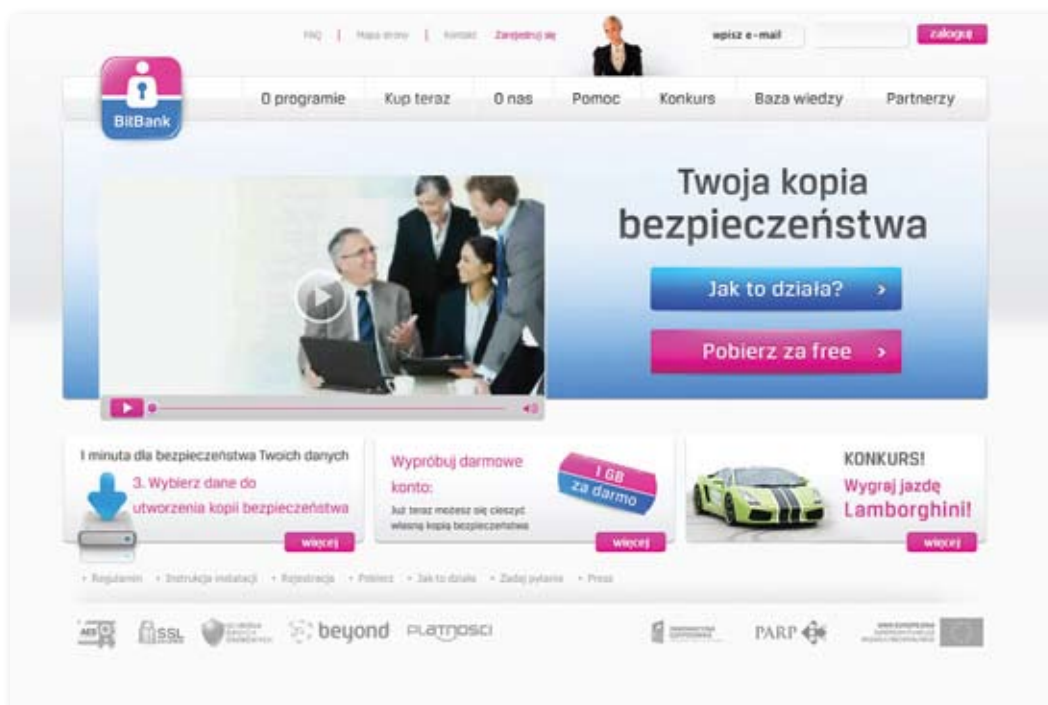 FAQ | Mapa strony | Kontakt Zarejestruj się
wpisz e-mail
zaloguj
BitBank
O programie Kup teraz O nas Pomoc Konkurs Baza wiedzy Partnerzy
Twoja kopia
bezpieczeństwa
Jak to działa? >
Pobierz za free >
1 minuta dla bezpieczeństwa Twoich danych
3. Wybierz dane do
utworzenia kopii bezpieczeństwa
więcej
Wypróbuj darmowe
konto:
Już teraz możesz się cieszyć
własną kopią bezpieczeństwa
1 GB
za darmo
więcej
KONKURS!
Wygraj jazdę
Lamborghini!
więcej
• Regulamin • Instrukcja instalacji • Rejestracja • Pobierz • Jak to działa • Zadaj pytanie • Press
AES
SSL
beyond
PŁATNOŚCI
PARP
UNIA EUROPEJSKA